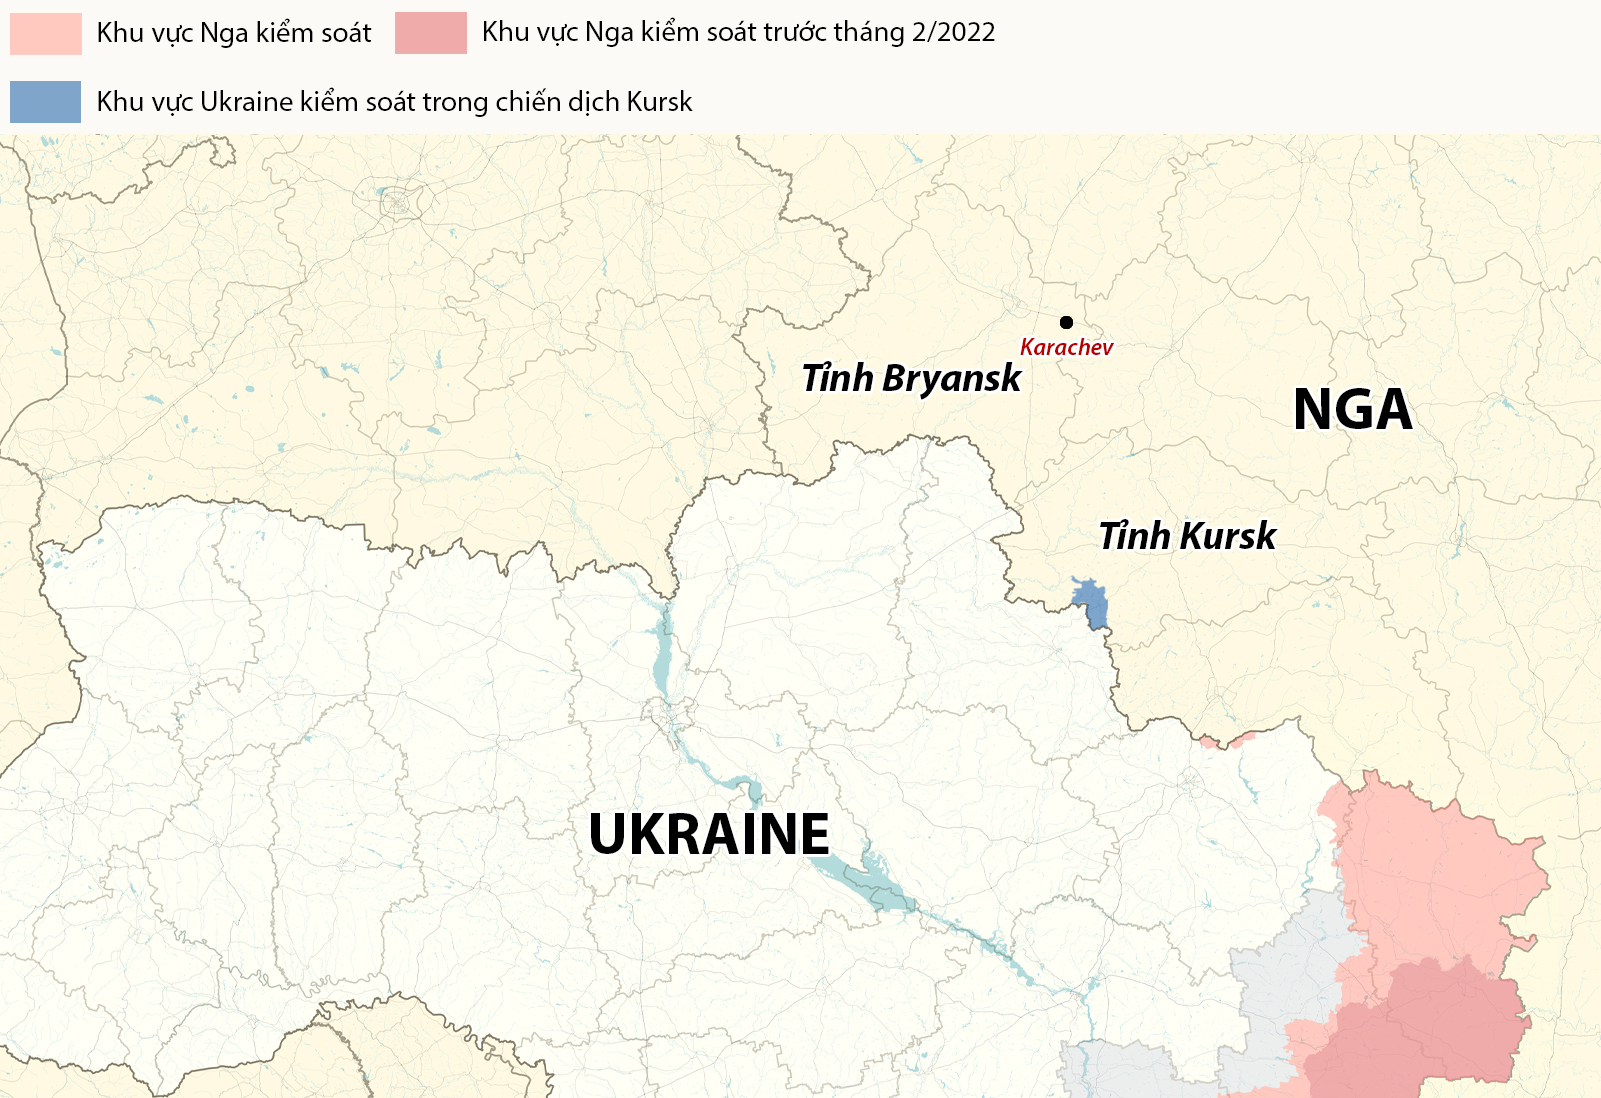 Khu vực Nga kiểm soát
Khu vực Nga kiểm soát trước tháng 2/2022
Khu vực Ukraine kiểm soát trong chiến dịch Kursk
Karachev
Tỉnh Bryansk
NGA
Tỉnh Kursk
UKRAINE